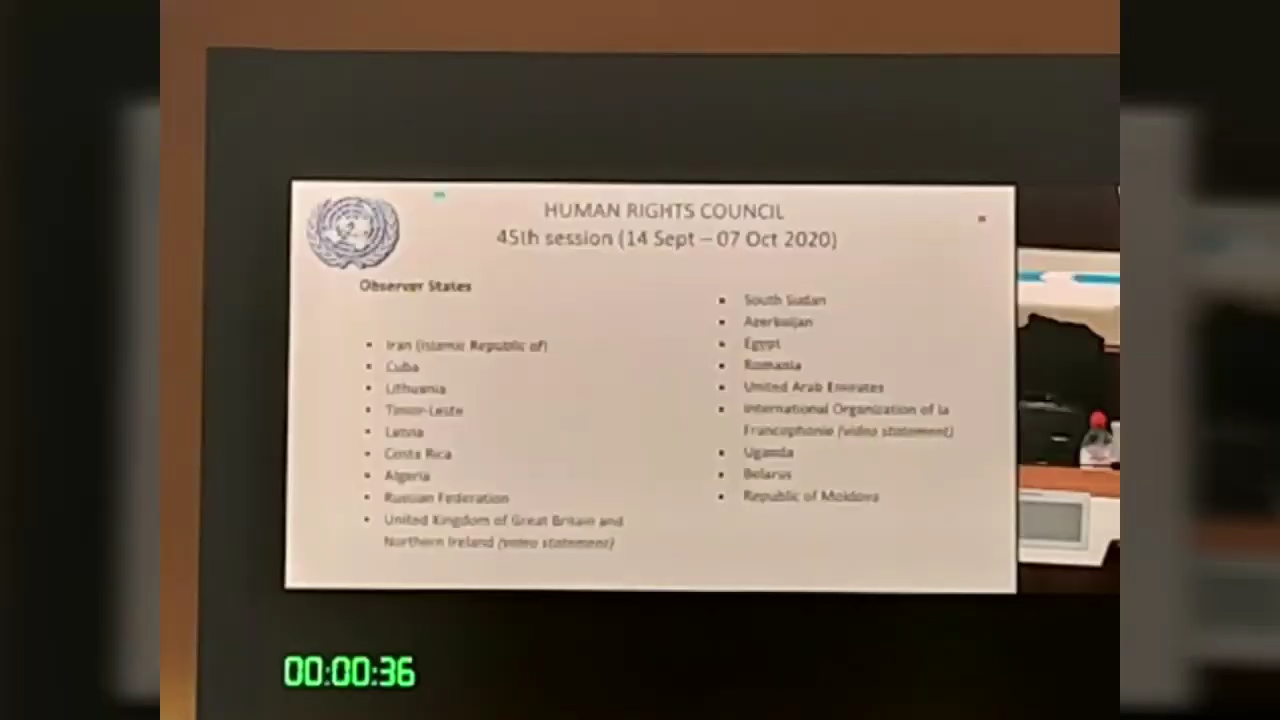 HUMAN RIGHTS COUNCIL
45th session (14 Sept – 07 Oct 2020)
Observer States
Iran (Islamic Republic of)
Cuba
Lithuania
Timor-Leste
Latvia
Costa Rica
Algeria
Russian Federation
United Kingdom of Great Britain and
Northern Ireland (video statement)
South Sudan
Azerbaijan
Egypt
Romania
United Arab Emirates
International Organization of la
Francophonie (video statement)
Uganda
Belarus
Republic of Moldova
00:00:36